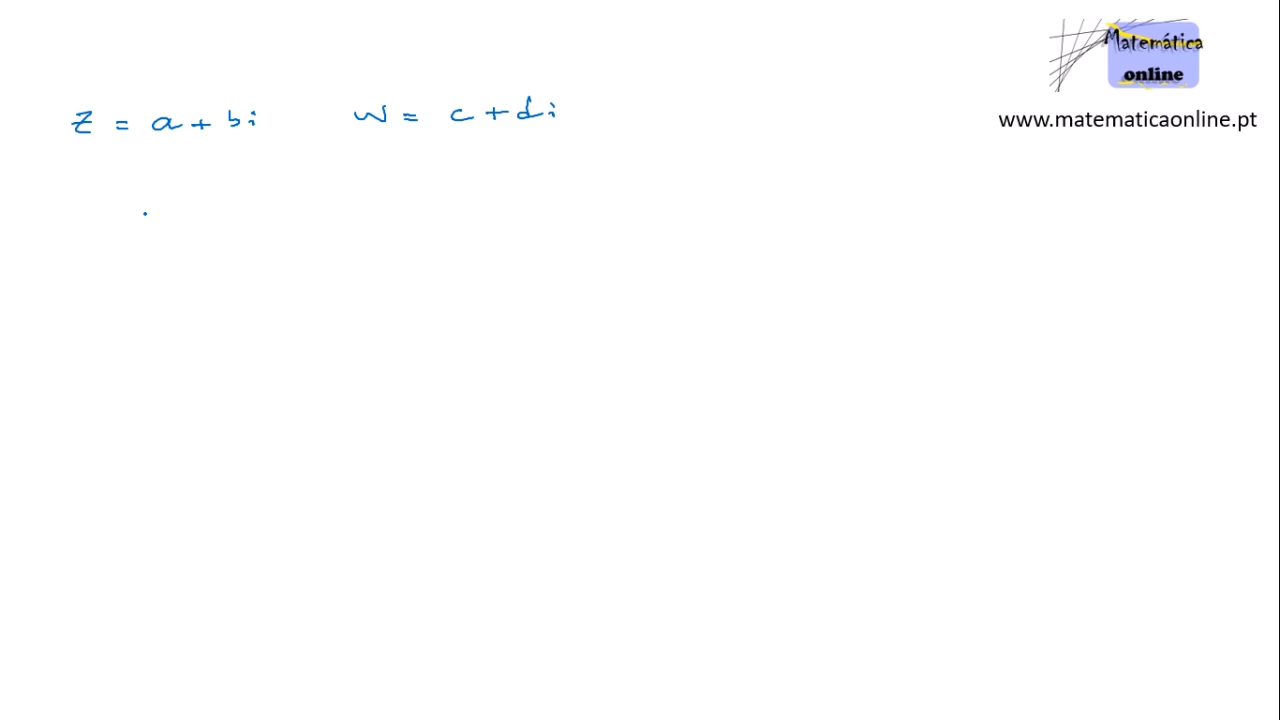 Matemática
online
www.matematicaonline.pt
z = a + bi w = c + di